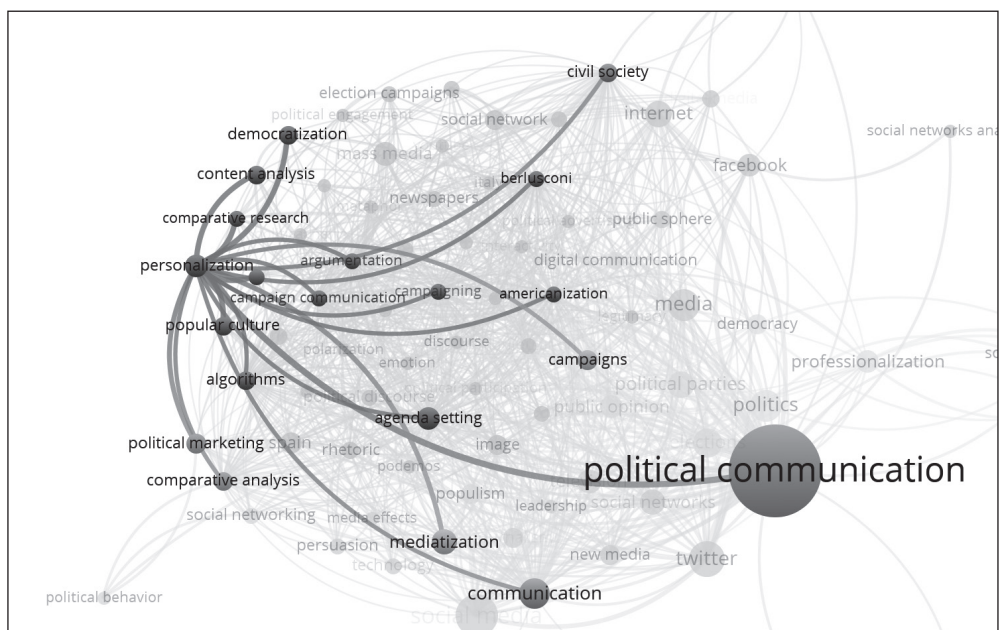 civil society
election campaigns
political engagement
social network
internet
media
democratization
social networks ana
mass media
facebook
content analysis
berlusconi
italy
newspapers
comparative research
public sphere
personalization
argumentation
digital communication
campaign communication
campaigning
americanization
media
popular culture
democracy
discourse
polarization
emotion
campaigns
professionalization
so
algorithms
political parties
political discourse
public opinion
politics
agenda setting
political marketing
spain
rhetoric
image
political communication
podemos
comparative analysis
populism
leadership
social networks
social networking
media effects
persuasion
mediatization
new media
twitter
technology
political behavior
communication
social media